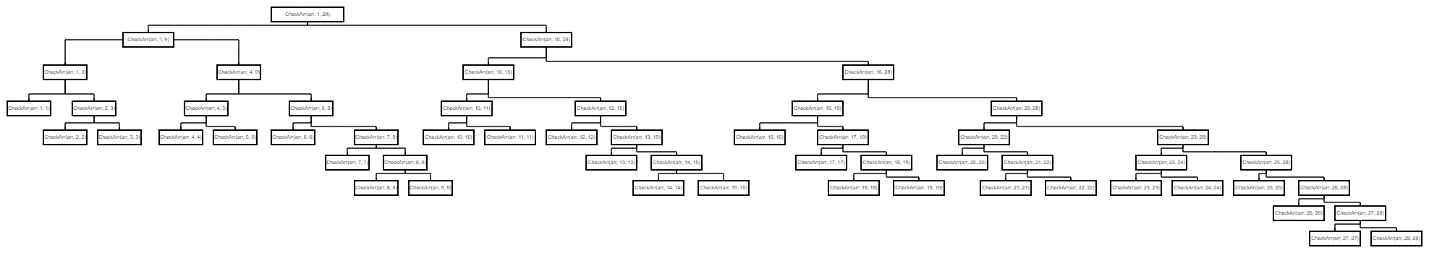 CheckArr(arr, 1, 28)
CheckArr(arr, 1, 9)
CheckArr(arr, 10, 28)
CheckArr(arr, 1, 3)
CheckArr(arr, 4, 9)
CheckArr(arr, 10, 15)
CheckArr(arr, 16, 28)
CheckArr(arr, 1, 1)
CheckArr(arr, 2, 3)
CheckArr(arr, 4, 5)
CheckArr(arr, 6, 9)
CheckArr(arr, 10, 11)
CheckArr(arr, 12, 15)
CheckArr(arr, 16, 19)
CheckArr(arr, 20, 28)
CheckArr(arr, 2, 2)
CheckArr(arr, 3, 3)
CheckArr(arr, 4, 4)
CheckArr(arr, 5, 5)
CheckArr(arr, 6, 6)
CheckArr(arr, 7, 9)
CheckArr(arr, 10, 10)
CheckArr(arr, 11, 11)
CheckArr(arr, 12, 12)
CheckArr(arr, 13, 15)
CheckArr(arr, 16, 16)
CheckArr(arr, 17, 19)
CheckArr(arr, 20, 22)
CheckArr(arr, 23, 28)
CheckArr(arr, 7, 7)
CheckArr(arr, 8, 9)
CheckArr(arr, 13, 13)
CheckArr(arr, 14, 15)
CheckArr(arr, 17, 17)
CheckArr(arr, 18, 19)
CheckArr(arr, 20, 20)
CheckArr(arr, 21, 22)
CheckArr(arr, 23, 24)
CheckArr(arr, 25, 28)
CheckArr(arr, 8, 8)
CheckArr(arr, 9, 9)
CheckArr(arr, 14, 14)
CheckArr(arr, 15, 15)
CheckArr(arr, 18, 18)
CheckArr(arr, 19, 19)
CheckArr(arr, 21, 21)
CheckArr(arr, 22, 22)
CheckArr(arr, 23, 23)
CheckArr(arr, 24, 24)
CheckArr(arr, 25, 25)
CheckArr(arr, 26, 28)
CheckArr(arr, 26, 26)
CheckArr(arr, 27, 28)
CheckArr(arr, 27, 27)
CheckArr(arr, 28, 28)